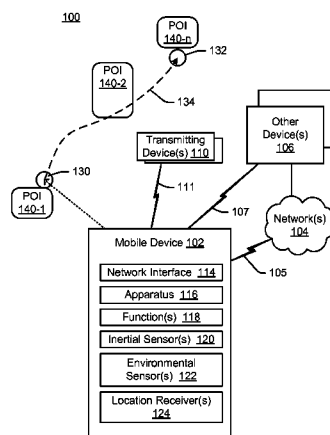 100
POI
140-n
132
POI
140-2
134
130
POI
140-1
Transmitting
Device(s) 110
111
Other
Device(s)
106
107
Network(s)
104
105
Mobile Device 102
Network Interface 114
Apparatus 116
Function(s) 118
Inertial Sensor(s) 120
Environmental
Sensor(s) 122
Location Receiver(s)
124